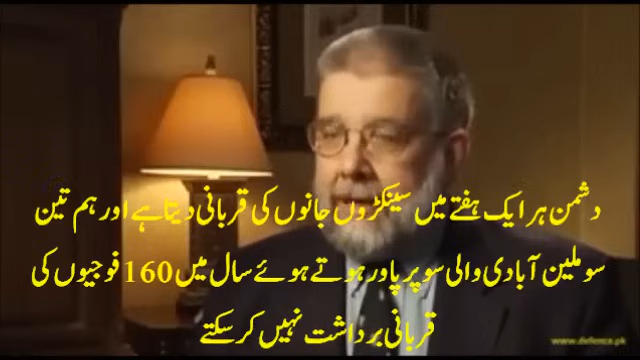 دشمن ہر ایک ہفتے میں سینکڑوں جانوں کی قربانی دیتا ہے اور ہم تین
سو ملین آبادی والی سوپر پاور ہوتے ہوئے سال میں 160 فوجیوں کی
قربانی برداشت نہیں کر سکتے
www.defence.pk